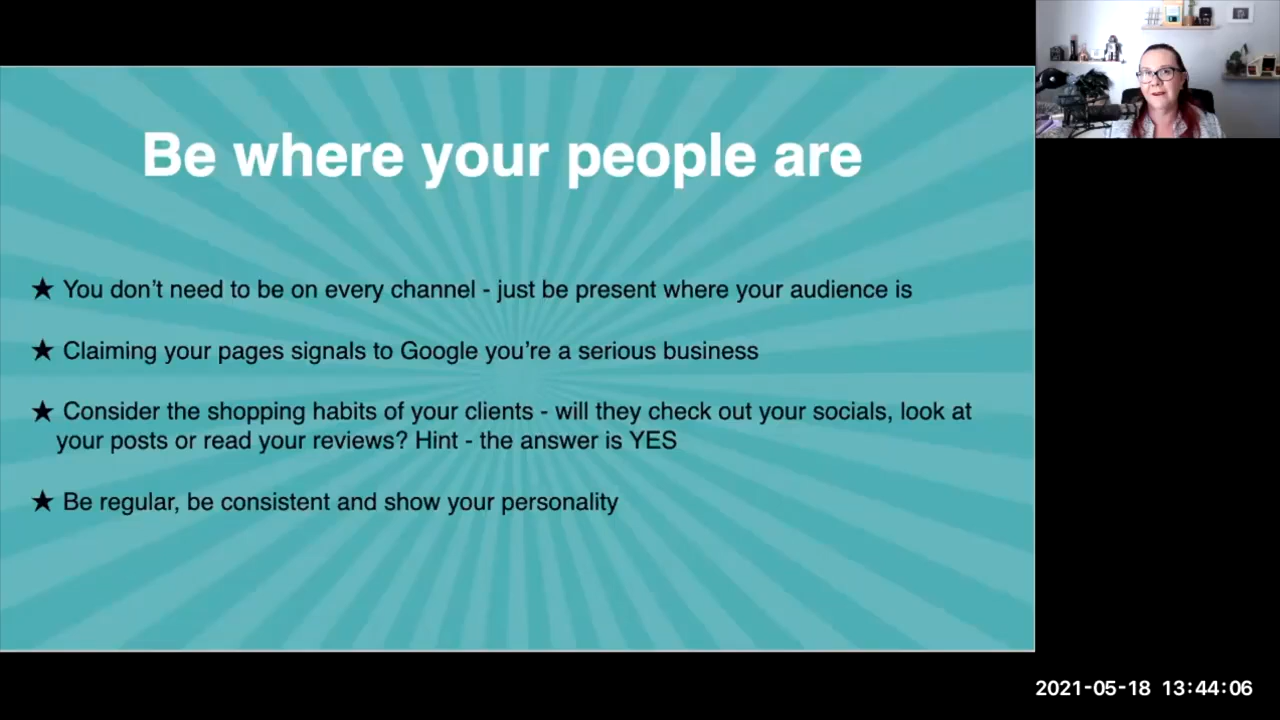 Be where your people are
★ You don’t need to be on every channel - just be present where your audience is
★ Claiming your pages signals to Google you’re a serious business
★ Consider the shopping habits of your clients - will they check out your socials, look at
your posts or read your reviews? Hint - the answer is YES
★ Be regular, be consistent and show your personality
2021-05-18 13:44:06